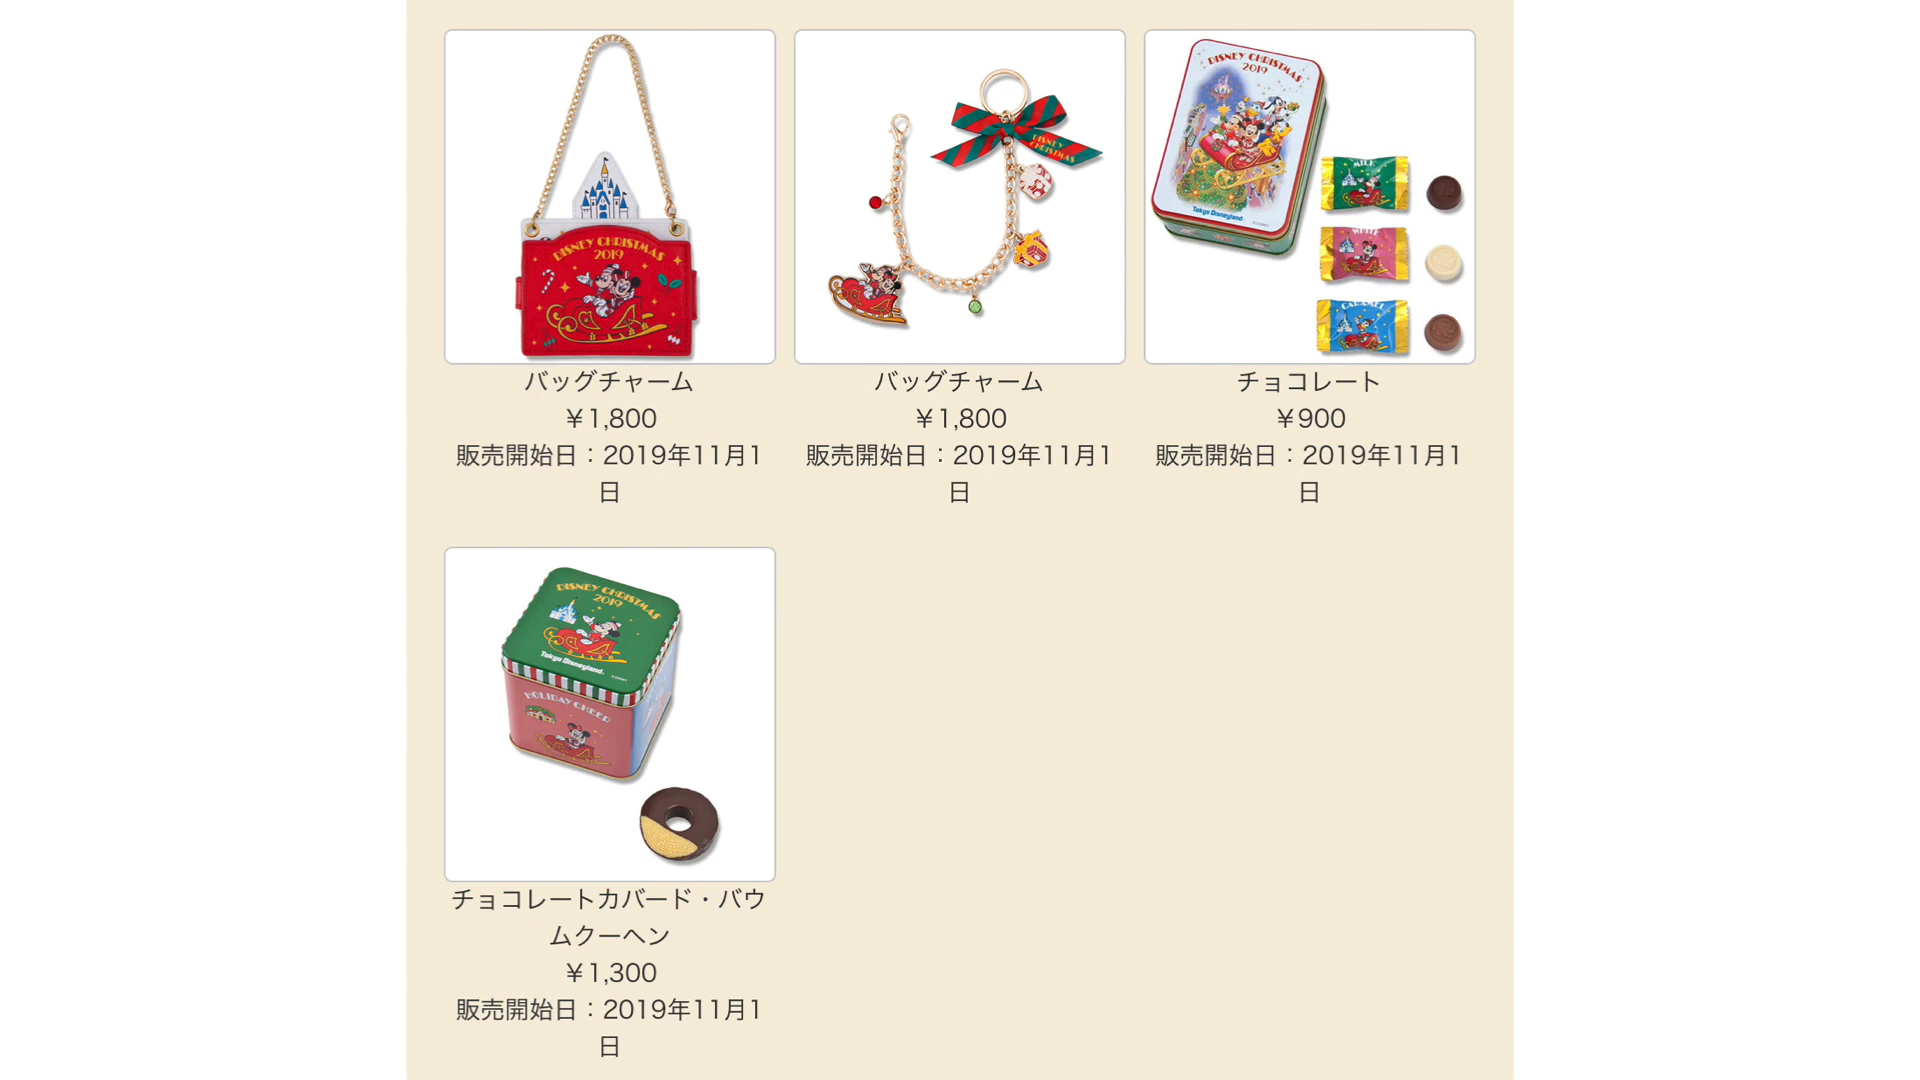 DISNEY CHRISTMAS
2019
DISNEY
CHRISTMAS
DISNEY CHRISTMAS
2019
Tokyo Disneyland
MILK
WHITE
CARAMEL
バッグチャーム
¥1,800
販売開始日：2019年11月1
日
バッグチャーム
¥1,800
販売開始日：2019年11月1
日
チョコレート
¥900
販売開始日：2019年11月1
日
DISNEY CHRISTMAS
2019
Tokyo Disneyland.
HOLIDAY CHEER
チョコレートカバード・バウ
ムクーヘン
¥1,300
販売開始日：2019年11月1
日